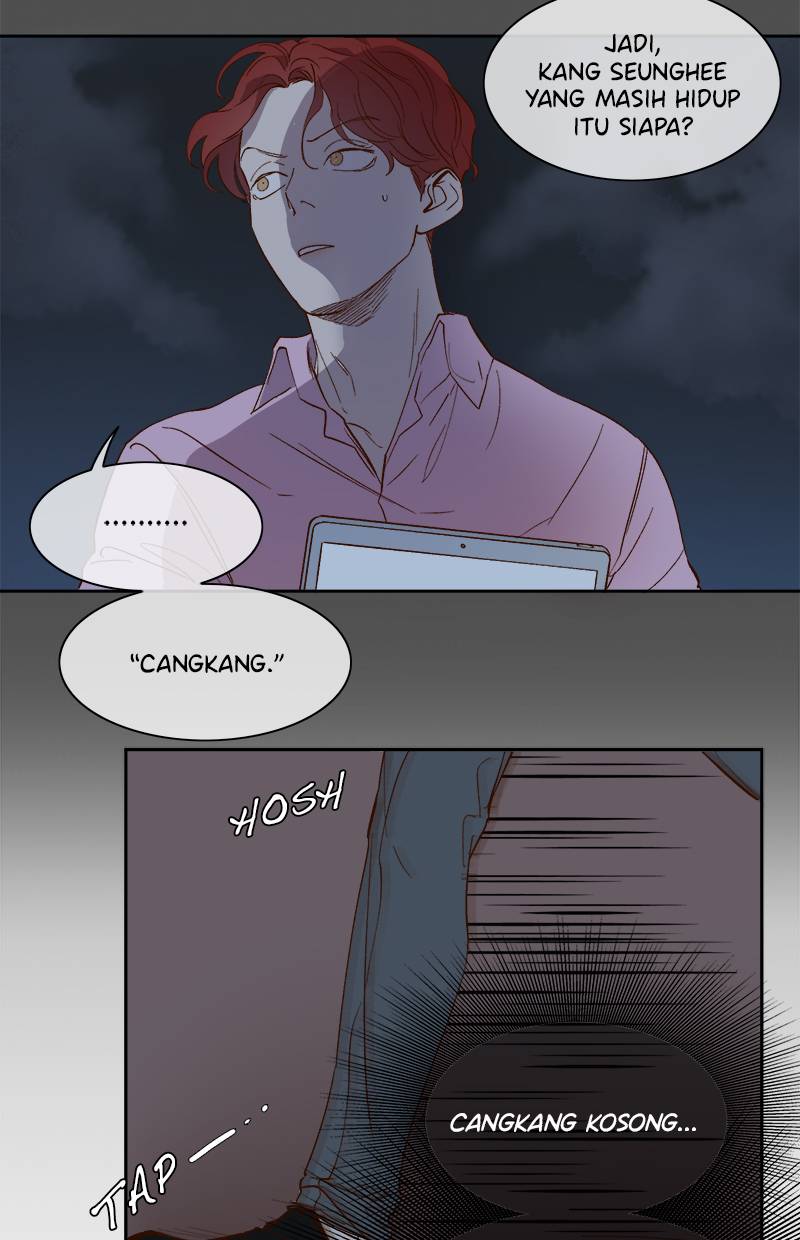 JADI,
KANG SEUNGHEE
YANG MASIH HIDUP
ITU SIAPA?
..........
“CANGKANG.”
HOSH
CANGKANG KOSONG...
TAP